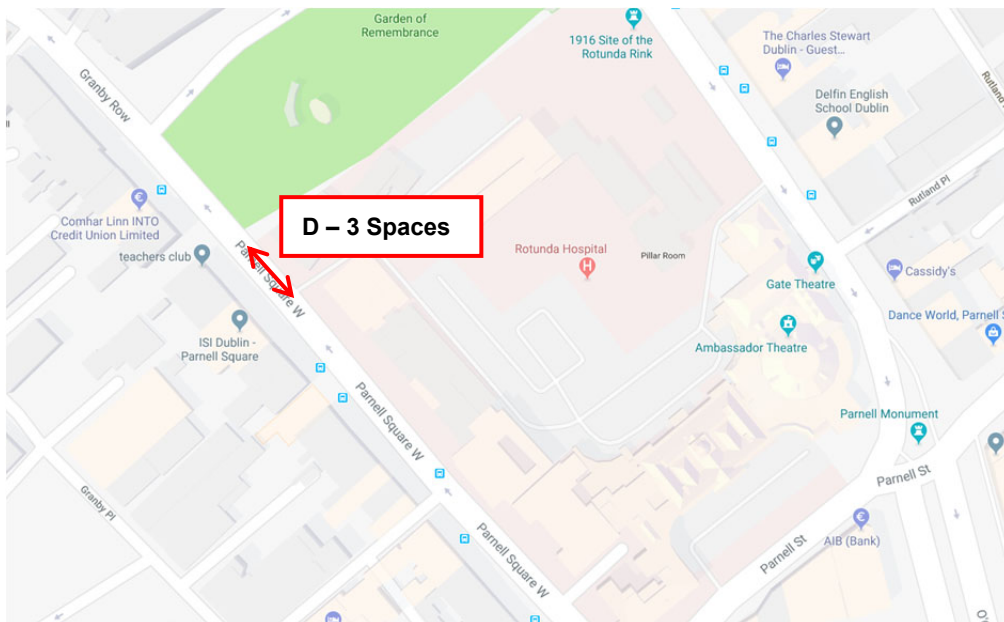 Garden of
Remembrance
1916 Site of the
Rotunda Rink
The Charles Stewart
Dublin - Guest...
Granby Row
Delfin English
School Dublin
Rutland Pl
Comhar Linn INTO
Credit Union Limited
D – 3 Spaces
teachers club
Parnell Square W
Rotunda Hospital
H
Pillar Room
Gate Theatre
Cassidy's
ISI Dublin -
Parnell Square
Dance World, Parnell
Ambassador Theatre
Parnell Square W
Parnell Monument
Parnell St
Granby Pl
Parnell Square W
Parnell St
AIB (Bank)